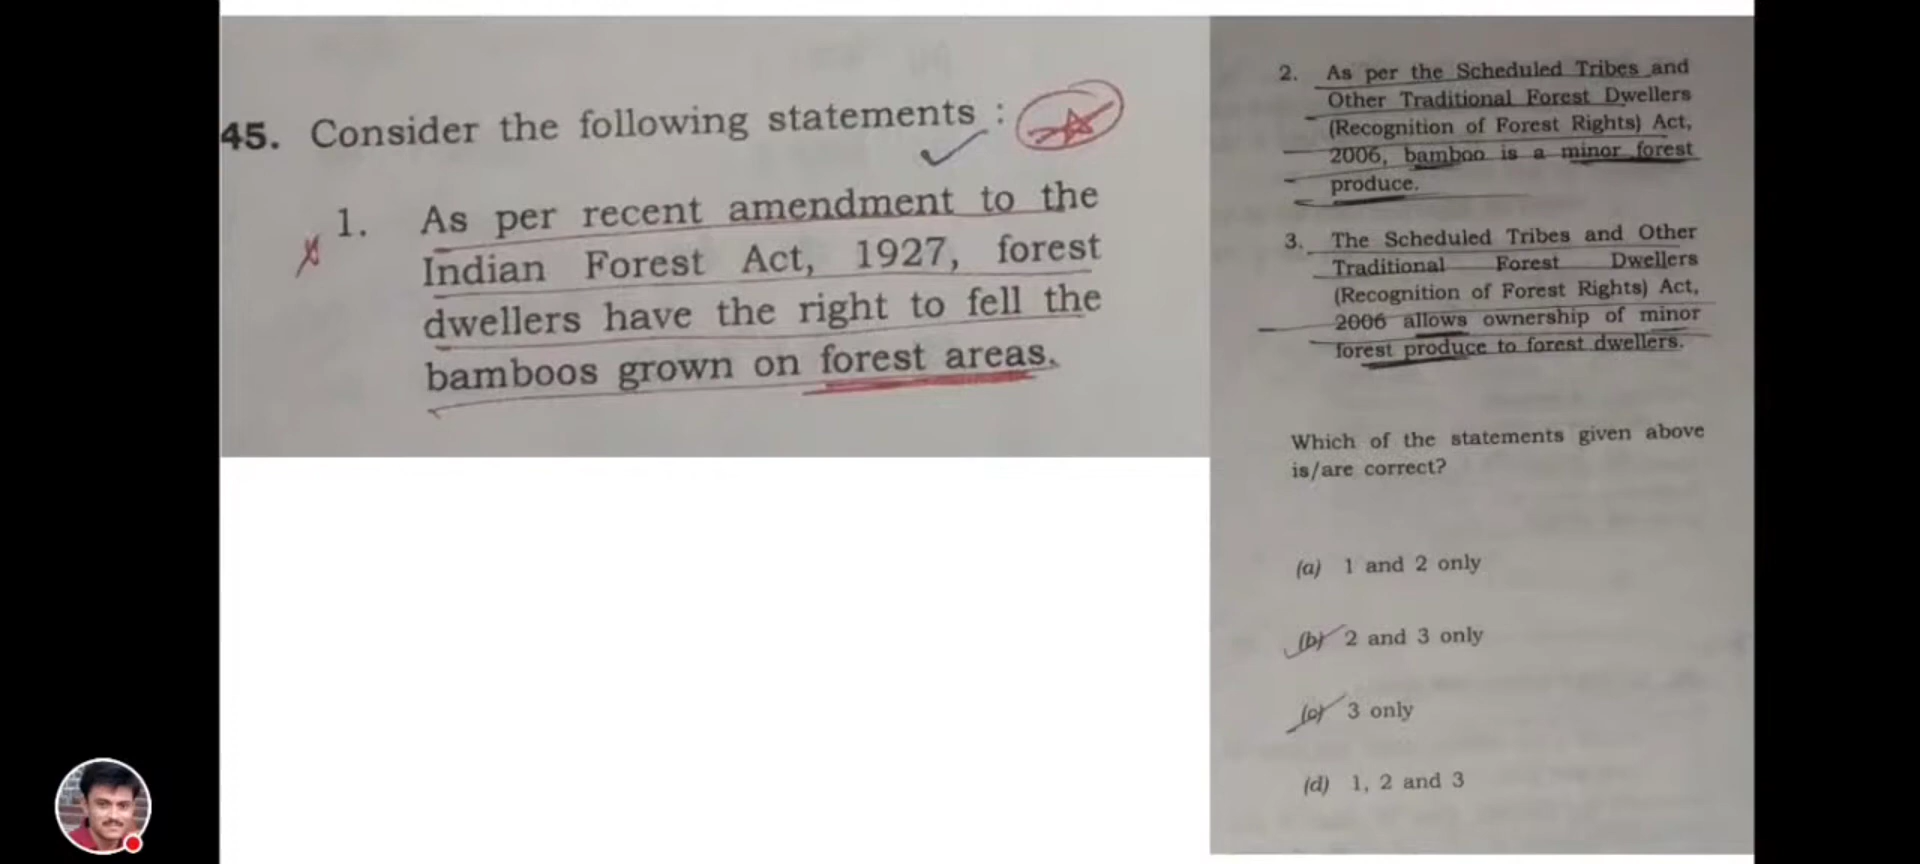 45. Consider the following statements :
1. As per recent amendment to the
Indian Forest Act, 1927, forest
dwellers have the right to fell the
bamboos grown on forest areas.
2. As per the Scheduled Tribes and
Other Traditional Forest Dwellers
(Recognition of Forest Rights) Act,
2006, bamboo is a minor forest
produce.
3. The Scheduled Tribes and Other
Traditional Forest Dwellers
(Recognition of Forest Rights) Act,
2006 allows ownership of minor
forest produce to forest dwellers.
Which of the statements given above
is/are correct?
(a) 1 and 2 only
(b) 2 and 3 only
(c) 3 only
(d) 1, 2 and 3